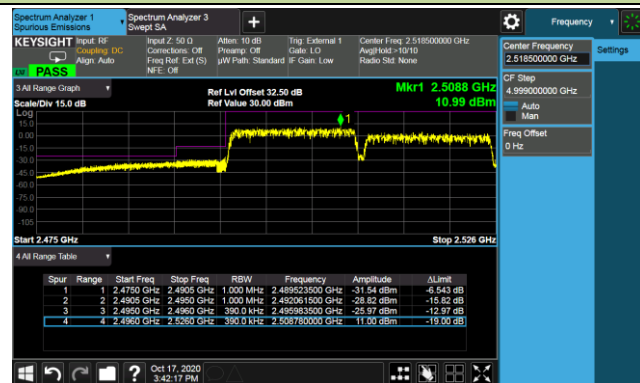 Spectrum Analyzer 1
Spurious Emissions
Spectrum Analyzer 3
Swept SA
+
Frequency
KEYSIGHT
Input: RF
Coupling: DC
Align: Auto
Input Z: 50 Ω
Corrections: Off
Freq Ref: Ext (S)
NFE: Off
Atten: 10 dB
Preamp: Off
µW Path: Standard
Trig: External 1
Gate: LO
IF Gain: Low
Center Freq: 2.518500000 GHz
Avg|Hold:>10/10
Radio Std: None
PASS
Center Frequency
2.518500000 GHz
Settings
CF Step
4.999000000 GHz
Auto
Man
Freq Offset
0 Hz
3 All Range Graph
Scale/Div 15.0 dB
Ref Lvl Offset 32.50 dB
Ref Value 30.00 dBm
Mkr1 2.5088 GHz
10.99 dBm
Log
15.0
0.00
-15.0
-30.0
-45.0
-60.0
-75.0
-90.0
-105
1
Start 2.475 GHz
Stop 2.526 GHz
4 All Range Table
Spur Range Start Freq Stop Freq RBW Frequency Amplitude ΔLimit
1 1 2.4750 GHz 2.4905 GHz 1.000 MHz 2.489523500 GHz -31.54 dBm -6.543 dB
2 2 2.4905 GHz 2.4950 GHz 1.000 MHz 2.492061500 GHz -28.82 dBm -15.82 dB
3 3 2.4950 GHz 2.4960 GHz 390.0 kHz 2.495983500 GHz -25.97 dBm -12.97 dB
4 4 2.4960 GHz 2.5260 GHz 390.0 kHz 2.508780000 GHz 11.00 dBm -19.00 dB
?
Oct 17, 2020
3:42:17 PM